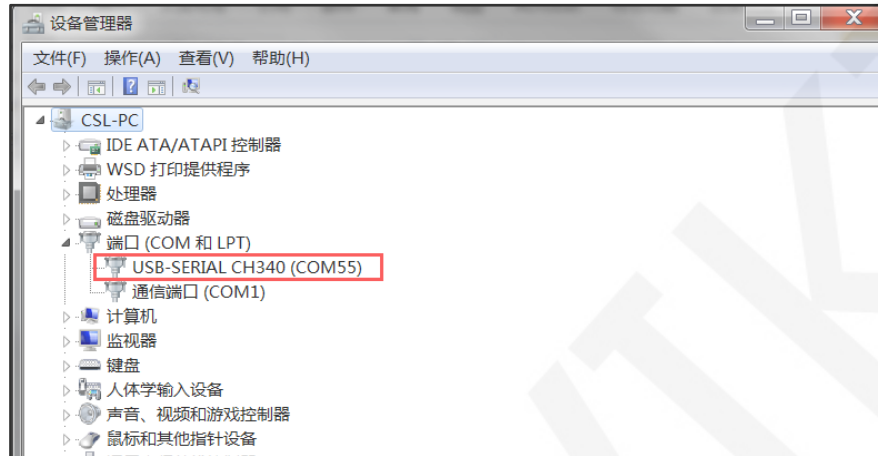 设备管理器
文件(F) 操作(A) 查看(V) 帮助(H)
CSL-PC
IDE ATA/ATAPI 控制器
WSD 打印提供程序
处理器
磁盘驱动器
端口 (COM 和 LPT)
USB-SERIAL CH340 (COM55)
通信端口 (COM1)
计算机
监视器
键盘
人体学输入设备
声音、视频和游戏控制器
鼠标和其他指针设备